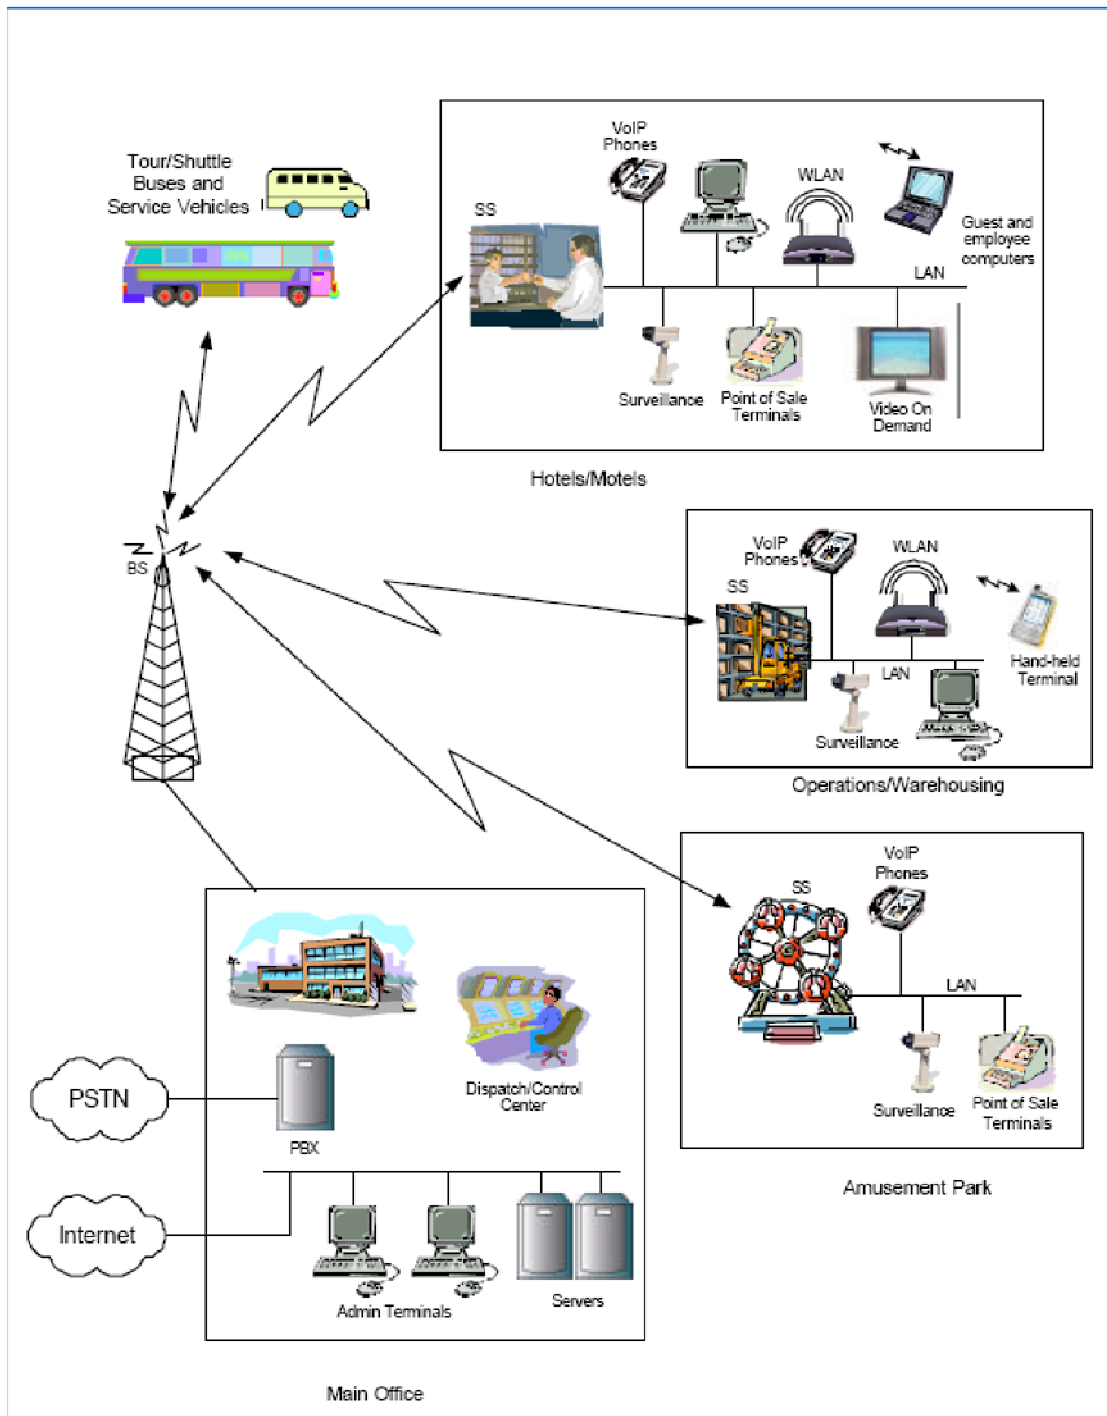 Tour/Shuttle
Buses and
Service Vehicles
VoIP
Phones
WLAN
SS
Guest and
employee
computers
LAN
Surveillance
Point of Sale
Terminals
Video On
Demand
Hotels/Motels
BS
VoIP
Phones
WLAN
SS
LAN
Hand-held
Terminal
Surveillance
Operations/Warehousing
VoIP
Phones
SS
LAN
Surveillance
Point of Sale
Terminals
Amusement Park
Dispatch/Control
Center
PSTN
PBX
Internet
Admin Terminals
Servers
Main Office